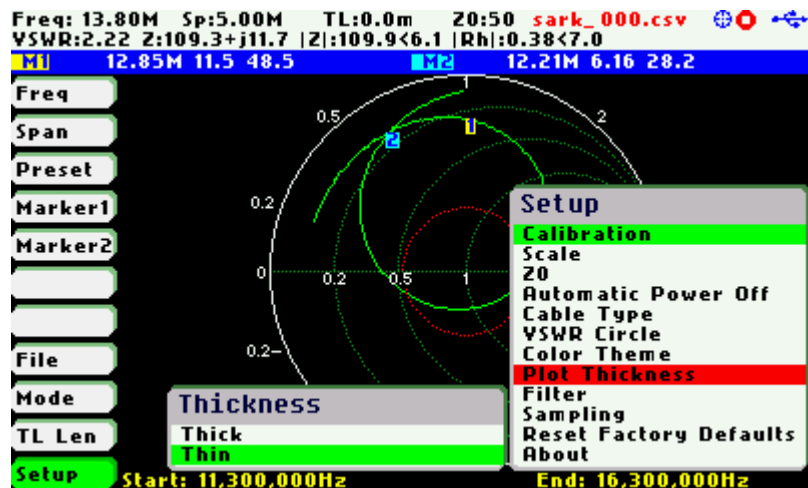 Freq: 13.80M Sp:5.00M TL:0.0m Z0:50 sark_000.csv
VSWR:2.22 Z:109.3+j11.7 |Z|:109.9<6.1 |Rh|:0.38<7.0
M1 12.85M 11.5 48.5 M2 12.21M 6.16 28.2
Freq
Span
Preset
Marker1
Marker2
File
Mode
TL Len
Setup
1
0.5
2
2
1
0.2
0
0.2
0.5
1
0.2
Setup
Calibration
Scale
Z0
Automatic Power Off
Cable Type
VSWR Circle
Color Theme
Plot Thickness
Filter
Sampling
Reset Factory Defaults
About
Thickness
Thick
Thin
Start: 11,300,000Hz
End: 16,300,000Hz